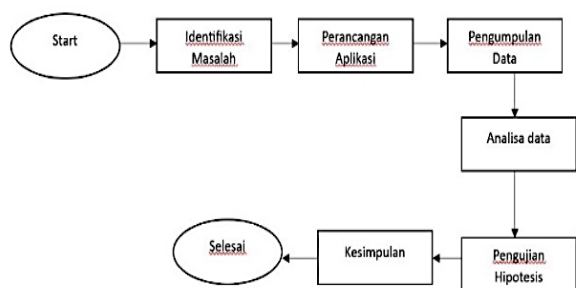 Start
Identifikasi
Masalah
Perancangan
Aplikasi
Pengumpulan
Data
Analisa data
Pengujian
Hipotesis
Kesimpulan
Selesai